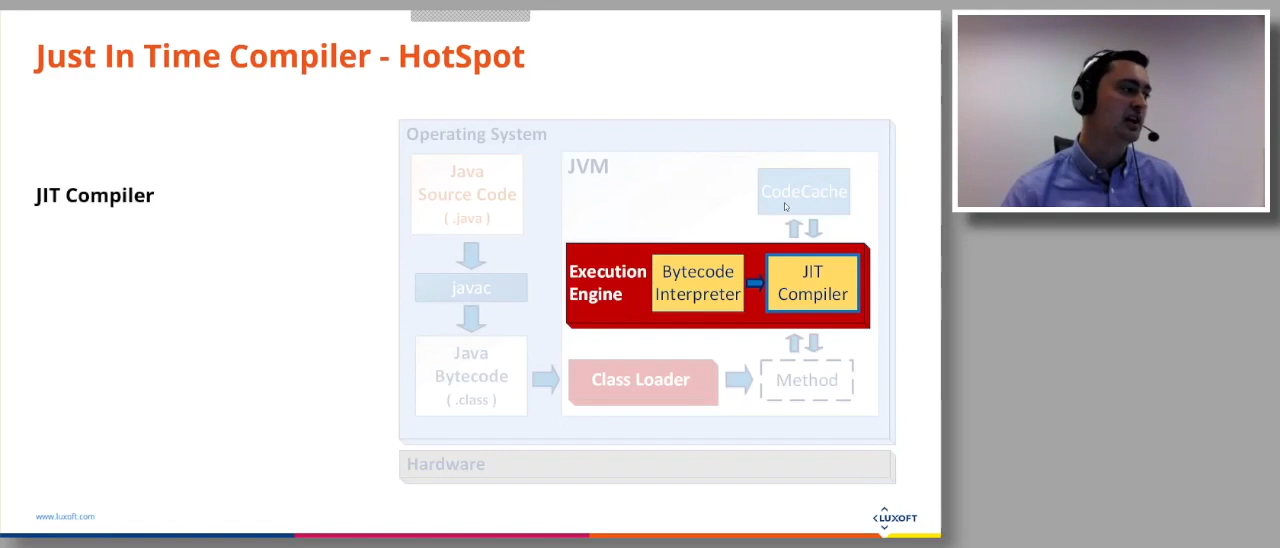 Just In Time Compiler - HotSpot
JIT Compiler
Operating System
Java
Source Code
( .java )
javac
Java
Bytecode
( .class )
JVM
CodeCache
Execution
Engine
Bytecode
Interpreter
JIT
Compiler
Class Loader
Method
Hardware
www.luxoft.com
LUXOFT